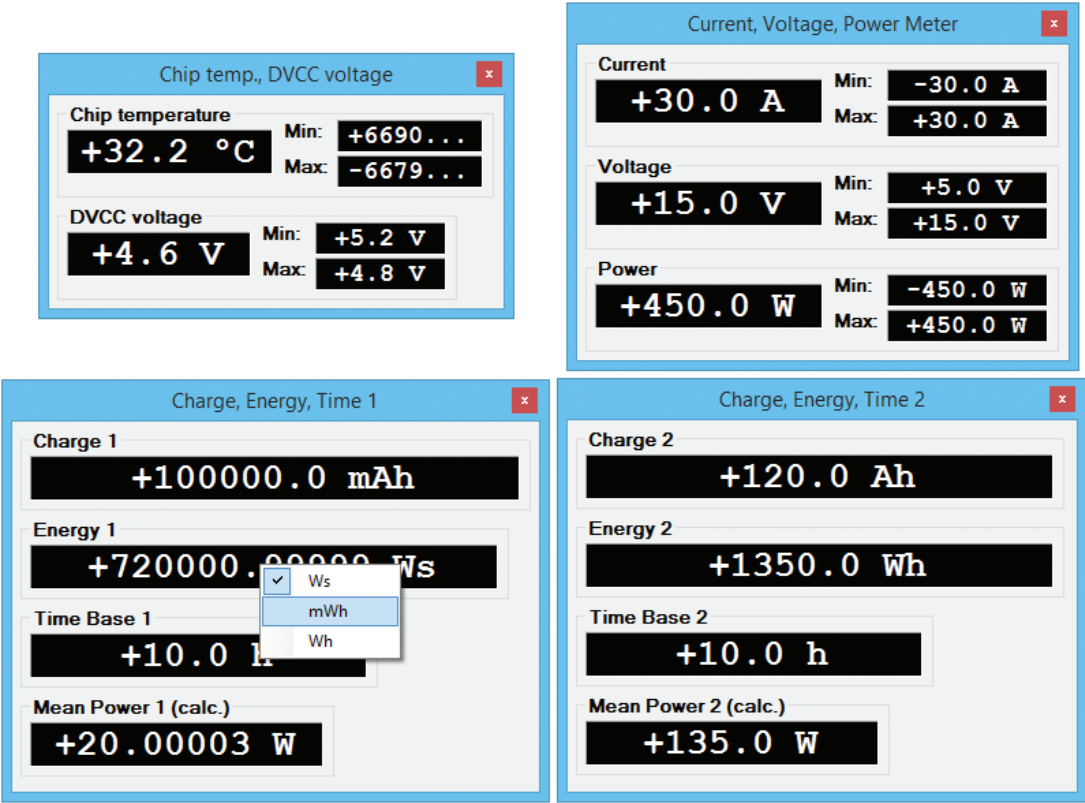 Chip temp., DVCC voltage
x
Chip temperature
+32.2 °C
Min:
+6690...
Max:
-6679...
DVCC voltage
+4.6 V
Min:
+5.2 V
Max:
+4.8 V
Current, Voltage, Power Meter
x
Current
+30.0 A
Min:
-30.0 A
Max:
+30.0 A
Voltage
+15.0 V
Min:
+5.0 V
Max:
+15.0 V
Power
+450.0 W
Min:
-450.0 W
Max:
+450.0 W
Charge, Energy, Time 1
x
Charge 1
+100000.0 mAh
Energy 1
+720000. Ws
Ws
mWh
Wh
Time Base 1
+10.0 h
Mean Power 1 (calc.)
+20.00003 W
Charge, Energy, Time 2
x
Charge 2
+120.0 Ah
Energy 2
+1350.0 Wh
Time Base 2
+10.0 h
Mean Power 2 (calc.)
+135.0 W